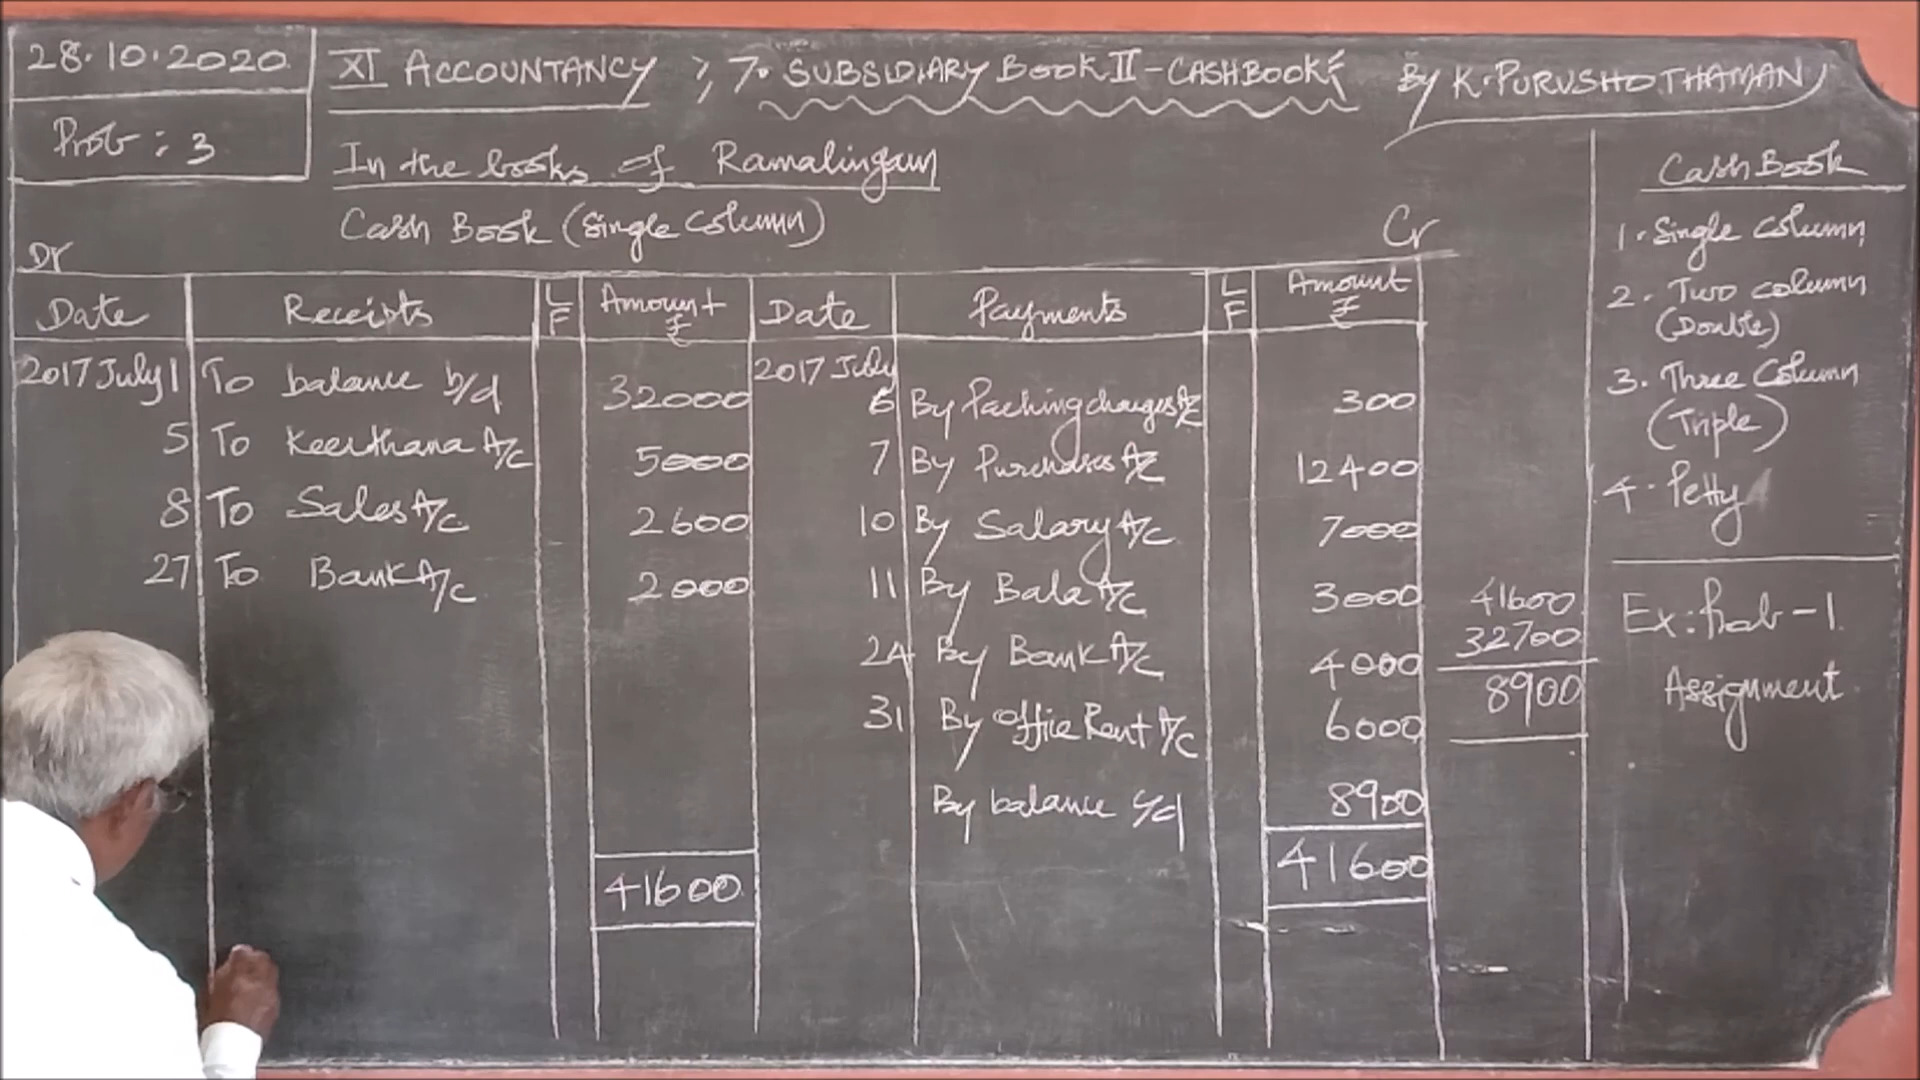 28.10.2020
XI ACCOUNTANCY ; 7. SUBSIDIARY BOOK II - CASHBOOK
By K. PURUSHOTHAMAN
Prob : 3
In the books of Ramalingam
Cash Book (Single Column)
Dr
Cr
Date Receipts LF Amount ₹ Date Payments LF Amount ₹
2017 July 1 To balance b/d 32000 2017 July 6 By Packing charges A/c 300
5 To Keerthana A/c 5000 7 By Purchases A/c 12400
8 To Sales A/c 2600 10 By Salary A/c 7000
27 To Bank A/c 2000 11 By Bala A/c 3000
24 By Bank A/c 4000
31 By Office Rent A/c 6000
By balance c/d 8900
41600 41600
41600
32700
8900
Cash Book
1. Single Column
2. Two column
(Double)
3. Three Column
(Triple)
4. Petty
Ex: Prob - 1
Assignment